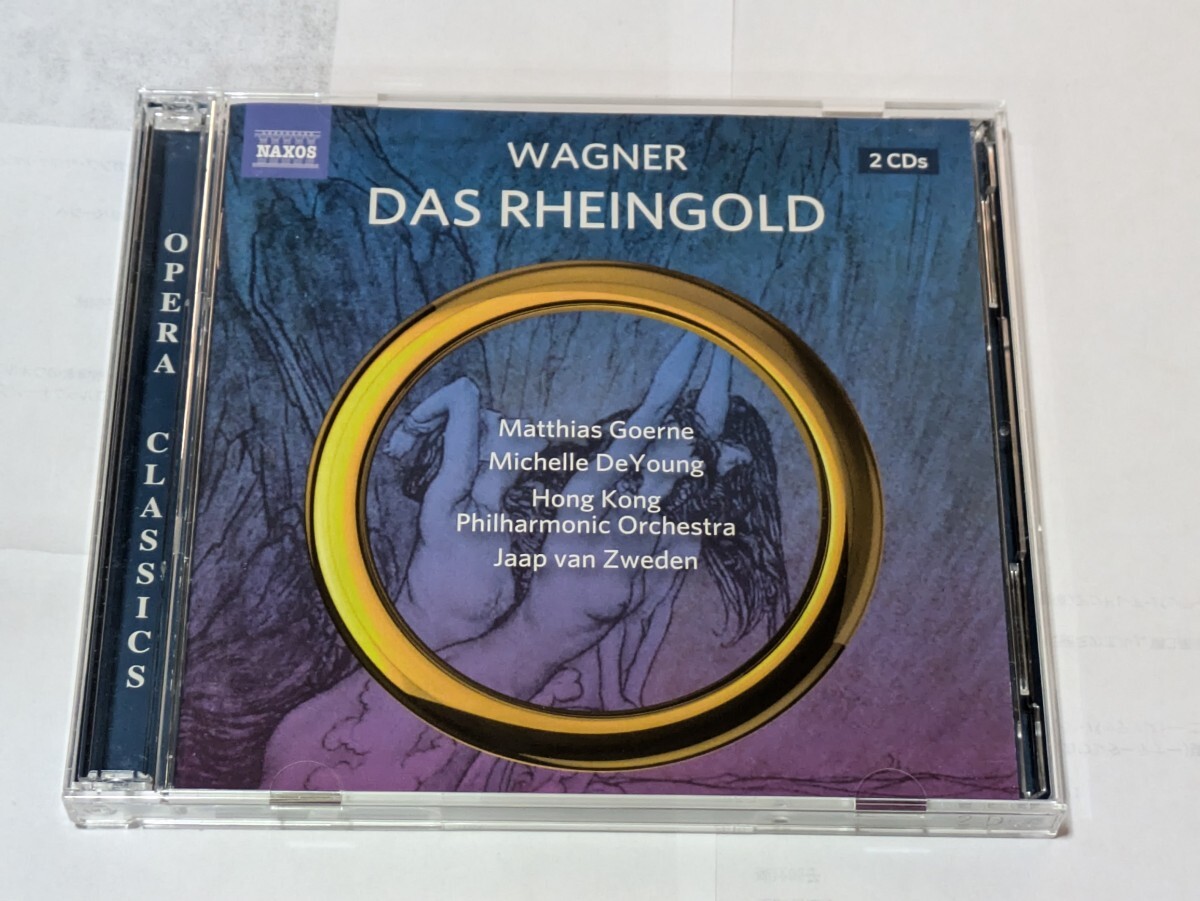 NAXOS
WAGNER
2 CDs
DAS RHEINGOLD
OPERA CLASSICS
Matthias Goerne
Michelle DeYoung
Hong Kong
Philharmonic Orchestra
Jaap van Zweden